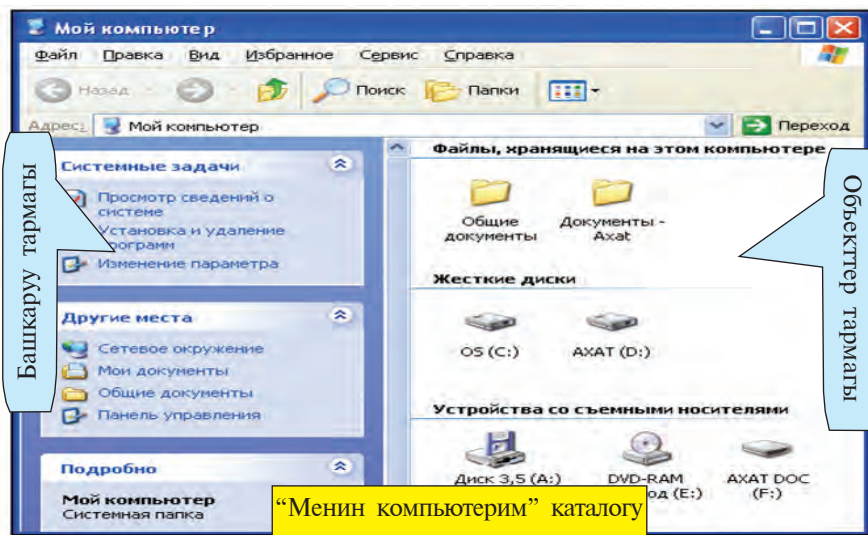 Мой компьютер
Файл Правка Вид Избранное Сервис Справка
Назад Поиск Папки
Адрес: Мой компьютер Переход
Башкаруу тармагы
Системные задачи
Просмотр сведений о
системе
Установка и удаление
программ
Изменение параметра
Другие места
Сетевое окружение
Мои документы
Общие документы
Панель управления
Подробно
Мой компьютер
Системная папка
Файлы, хранящиеся на этом компьютере
Общие
документы
Документы -
Axat
Жесткие диски
OS (C:) AXAT (D:)
Устройства со съемными носителями
Диск 3,5 (A:)
DVD-RAM
(E:)
AXAT DOC
(F:)
Объекттер тармагы
“Менин компьютерим” каталогу